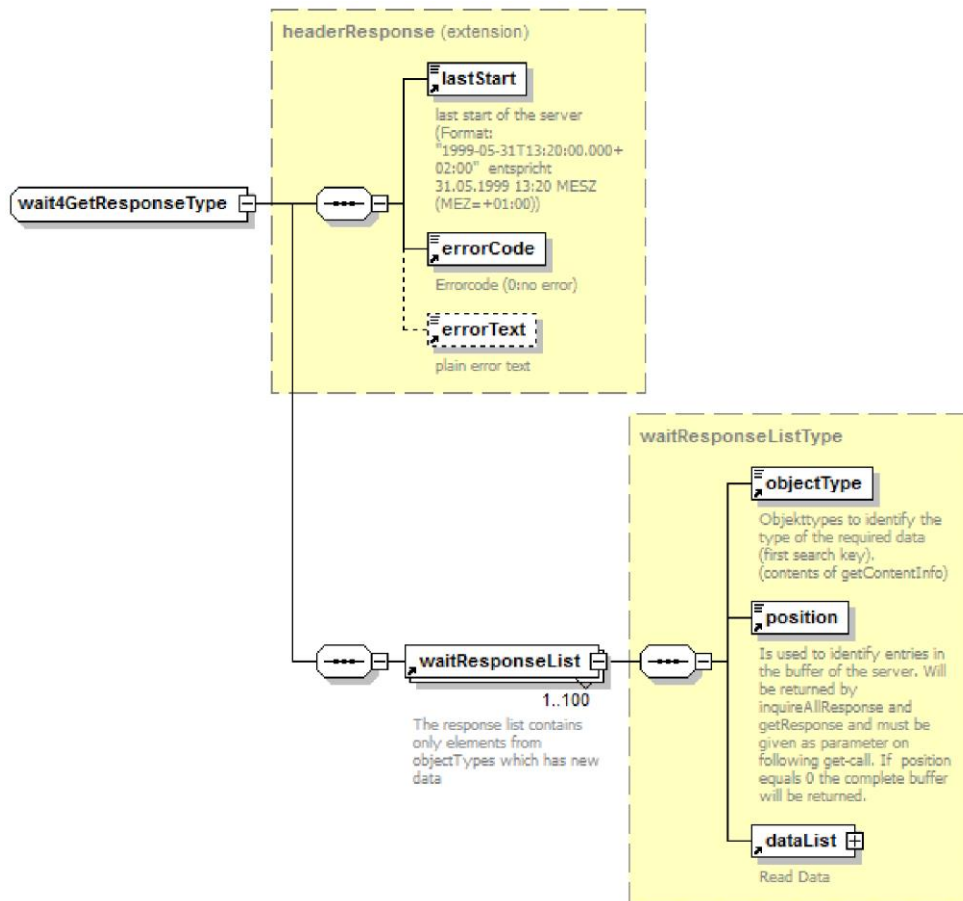 headerResponse (extension)
lastStart
last start of the server
(Format:
"1999-05-31T13:20:00.000+
02:00" entspricht
31.05.1999 13:20 MESZ
(MEZ=+01:00))
wait4GetResponseType
errorCode
Errorcode (0:no error)
errorText
plain error text
waitResponseListType
objectType
Objekttypes to identify the
type of the required data
(first search key).
(contents of getContentInfo)
position
Is used to identify entries in
the buffer of the server. Will
be returned by
inquireAllResponse and
getResponse and must be
given as parameter on
following get-call. If position
equals 0 the complete buffer
will be returned.
waitResponseList
1..100
The response list contains
only elements from
objectTypes which has new
data
dataList
Read Data